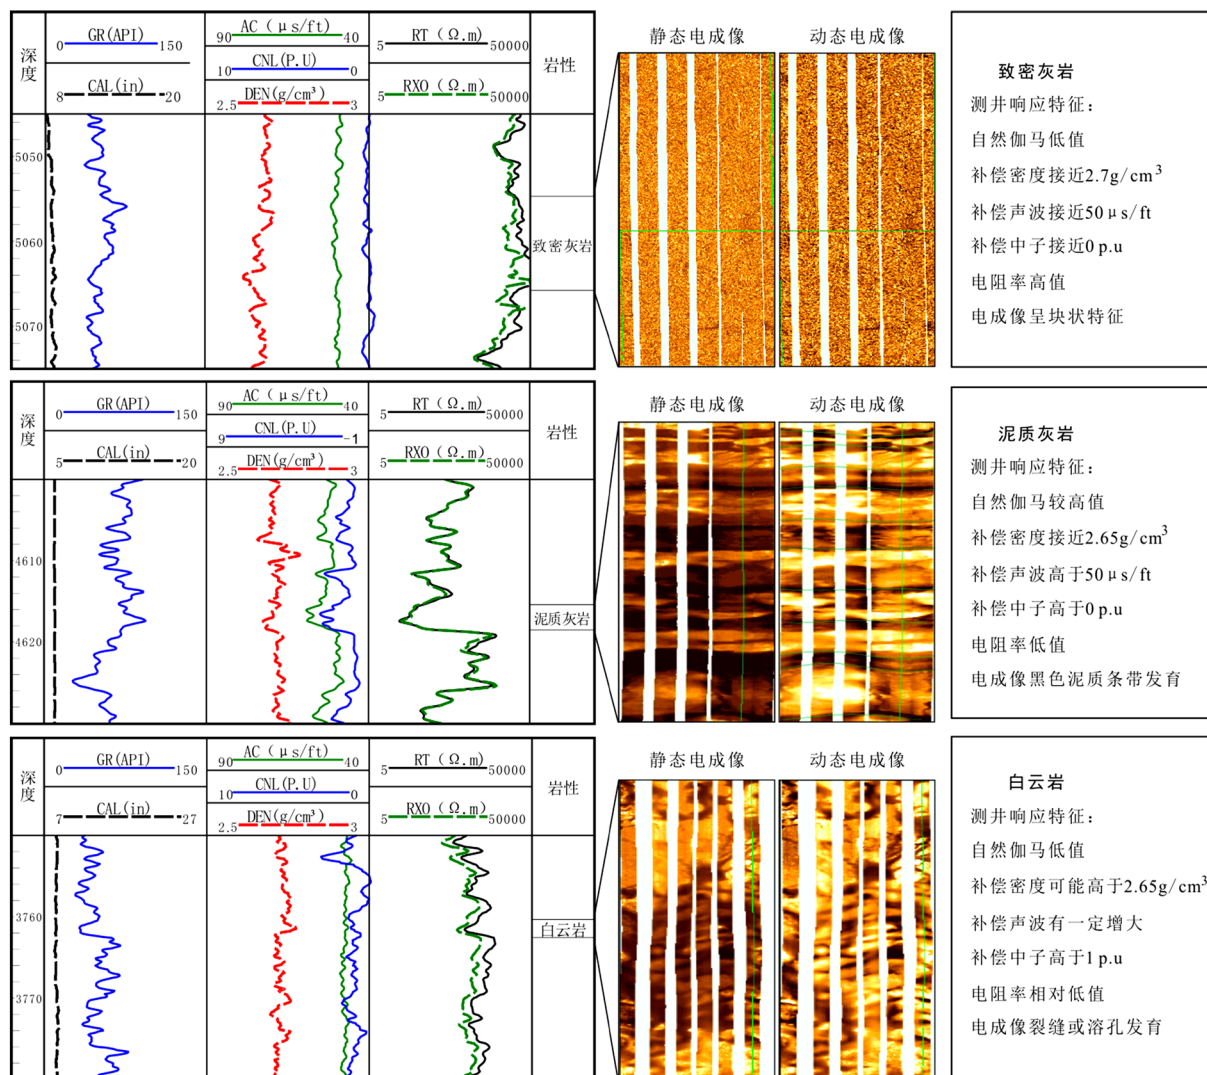 深度
GR(API)
0 150
CAL(in)
8 20
AC ( μs/ft)
90 40
CNL(P.U)
10 0
DEN(g/cm³)
2.5 3
RT ( Ω.m)
5 50000
RXO ( Ω.m)
5 50000
岩性
5050
5060
5070
致密灰岩
静态电成像
动态电成像
致密灰岩
测井响应特征:
自然伽马低值
补偿密度接近2.7g/cm³
补偿声波接近50μs/ft
补偿中子接近0 p.u
电阻率高值
电成像呈块状特征
深度
GR(API)
0 150
CAL(in)
5 20
AC ( μs/ft)
90 40
CNL(P.U)
9 -1
DEN(g/cm³)
2.5 3
RT ( Ω.m)
5 50000
RXO ( Ω.m)
5 50000
岩性
4610
4620
泥质灰岩
静态电成像
动态电成像
泥质灰岩
测井响应特征:
自然伽马较高值
补偿密度接近2.65g/cm³
补偿声波高于50μs/ft
补偿中子高于0 p.u
电阻率低值
电成像黑色泥质条带发育
深度
GR(API)
0 150
CAL(in)
7 27
AC ( μs/ft)
90 40
CNL(P.U)
10 0
DEN(g/cm³)
2.5 3
RT ( Ω.m)
5 50000
RXO ( Ω.m)
5 50000
岩性
3760
3770
白云岩
静态电成像
动态电成像
白云岩
测井响应特征:
自然伽马低值
补偿密度可能高于2.65g/cm³
补偿声波有一定增大
补偿中子高于1 p.u
电阻率相对低值
电成像裂缝或溶孔发育